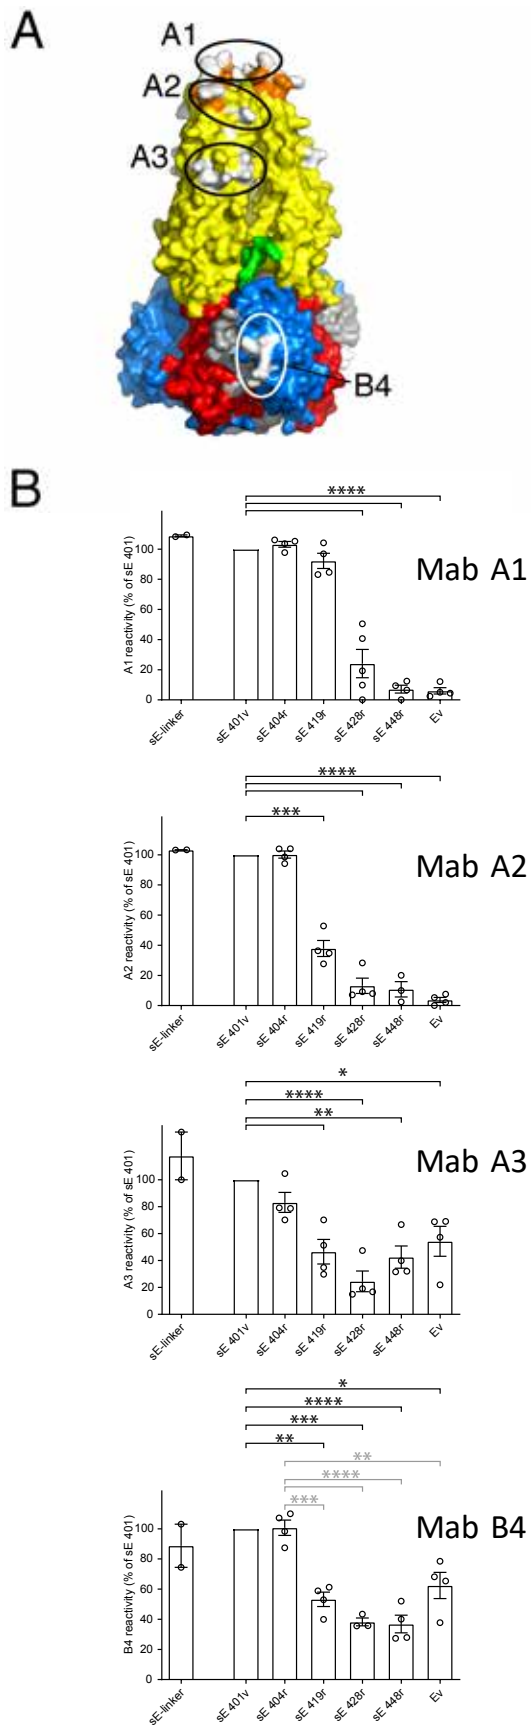 A
A1
A2
A3
B4
B
****
Mab A1
A1 reactivity (% of sE 401)
100
80
60
40
20
0
sE-linker
sE 401v
sE 404r
sE 419r
sE 428r
sE 448r
Ev
****
***
Mab A2
A2 reactivity (% of sE 401)
100
80
60
40
20
0
sE-linker
sE 401v
sE 404r
sE 419r
sE 428r
sE 448r
Ev
*
****
**
Mab A3
A3 reactivity (% of sE 401)
100
80
60
40
20
0
sE-linker
sE 401v
sE 404r
sE 419r
sE 428r
sE 448r
Ev
*
****
***
**
**
****
***
Mab B4
B4 reactivity (% of sE 401)
100
80
60
40
20
0
sE-linker
sE 401v
sE 404r
sE 419r
sE 428r
sE 448r
Ev